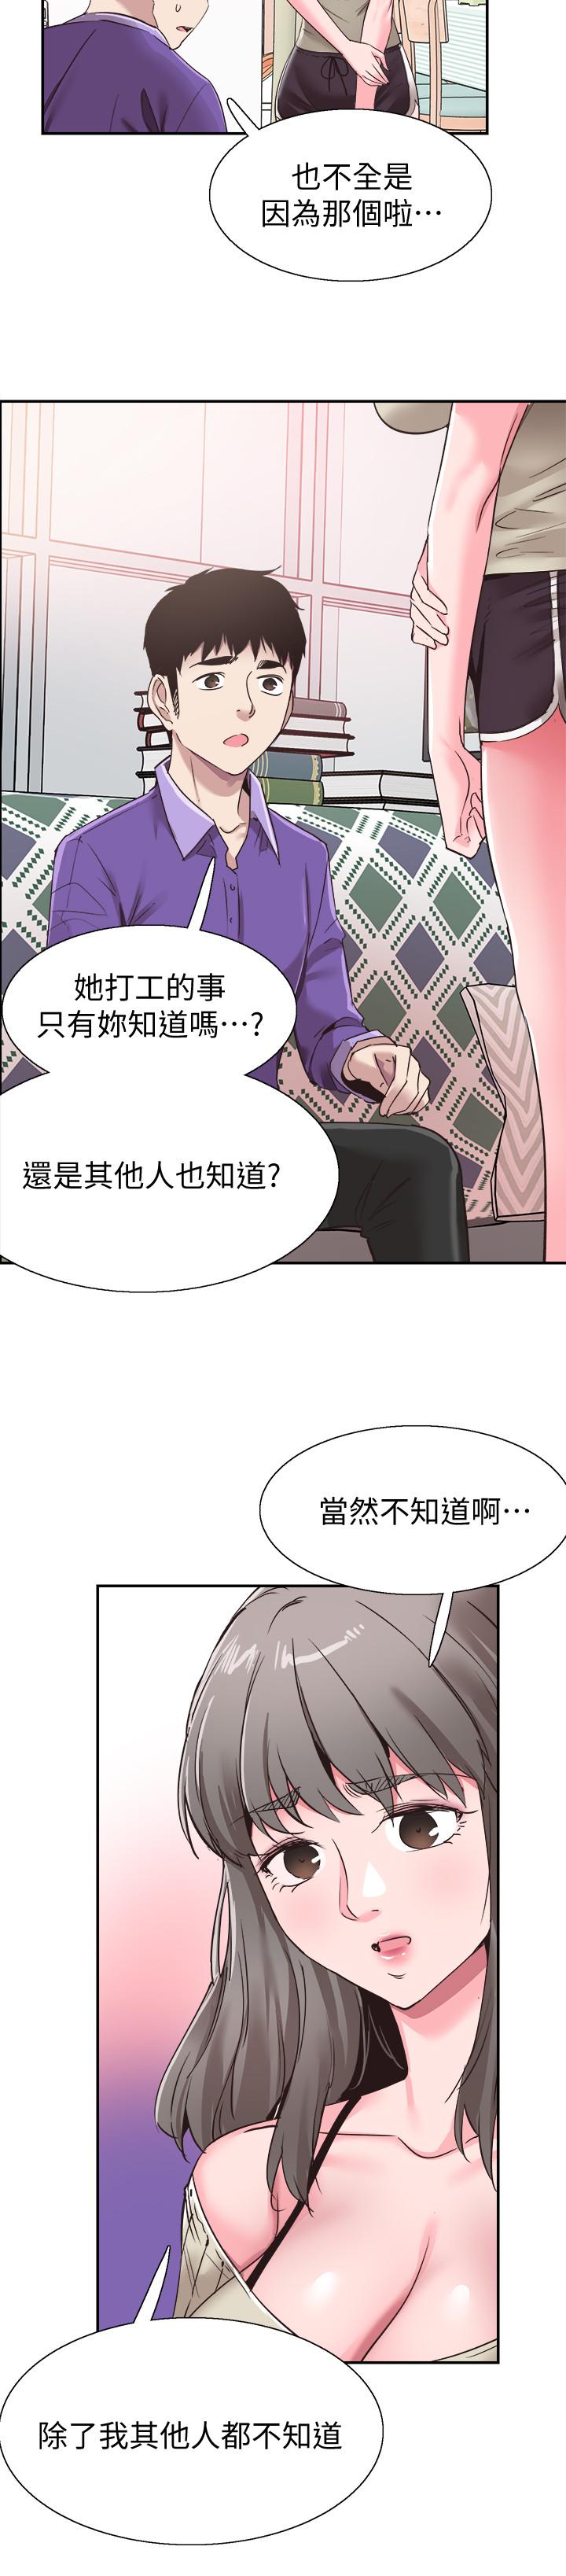 也不全是
因為那個啦…
她打工的事
只有妳知道嗎…?
還是其他人也知道?
當然不知道啊…
除了我其他人都不知道